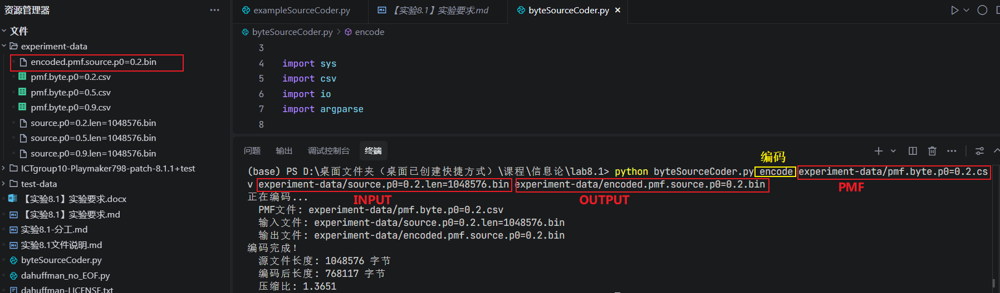 资源管理器
文件
experiment-data
encoded.pmf.source.p0=0.2.bin
pmf.byte.p0=0.2.csv
pmf.byte.p0=0.5.csv
pmf.byte.p0=0.9.csv
source.p0=0.2.len=1048576.bin
source.p0=0.5.len=1048576.bin
source.p0=0.9.len=1048576.bin
ICTgroup10-Playmaker798-patch-8.1.1+test
test-data
【实验8.1】实验要求.docx
【实验8.1】实验要求.md
实验8.1-分工.md
实验8.1文件说明.md
byteSourceCoder.py
dahuffman_no_EOF.py
dahuffman-LICENSE.txt
exampleSourceCoder.py
【实验8.1】实验要求.md
byteSourceCoder.py
byteSourceCoder.py > encode
3
4 import sys
5 import csv
6 import io
7 import argparse
8
问题 输出 调试控制台 终端
编码
(base) PS D:\桌面文件夹（桌面已创建快捷方式）\课程\信息论\lab8.1> python byteSourceCoder.py encode experiment-data/pmf.byte.p0=0.2.cs
v experiment-data/source.p0=0.2.len=1048576.bin experiment-data/encoded.pmf.source.p0=0.2.bin
INPUT OUTPUT PMF
正在编码...
PMF文件: experiment-data/pmf.byte.p0=0.2.csv
输入文件: experiment-data/source.p0=0.2.len=1048576.bin
输出文件: experiment-data/encoded.pmf.source.p0=0.2.bin
编码完成!
源文件长度: 1048576 字节
编码后长度: 768117 字节
压缩比: 1.3651